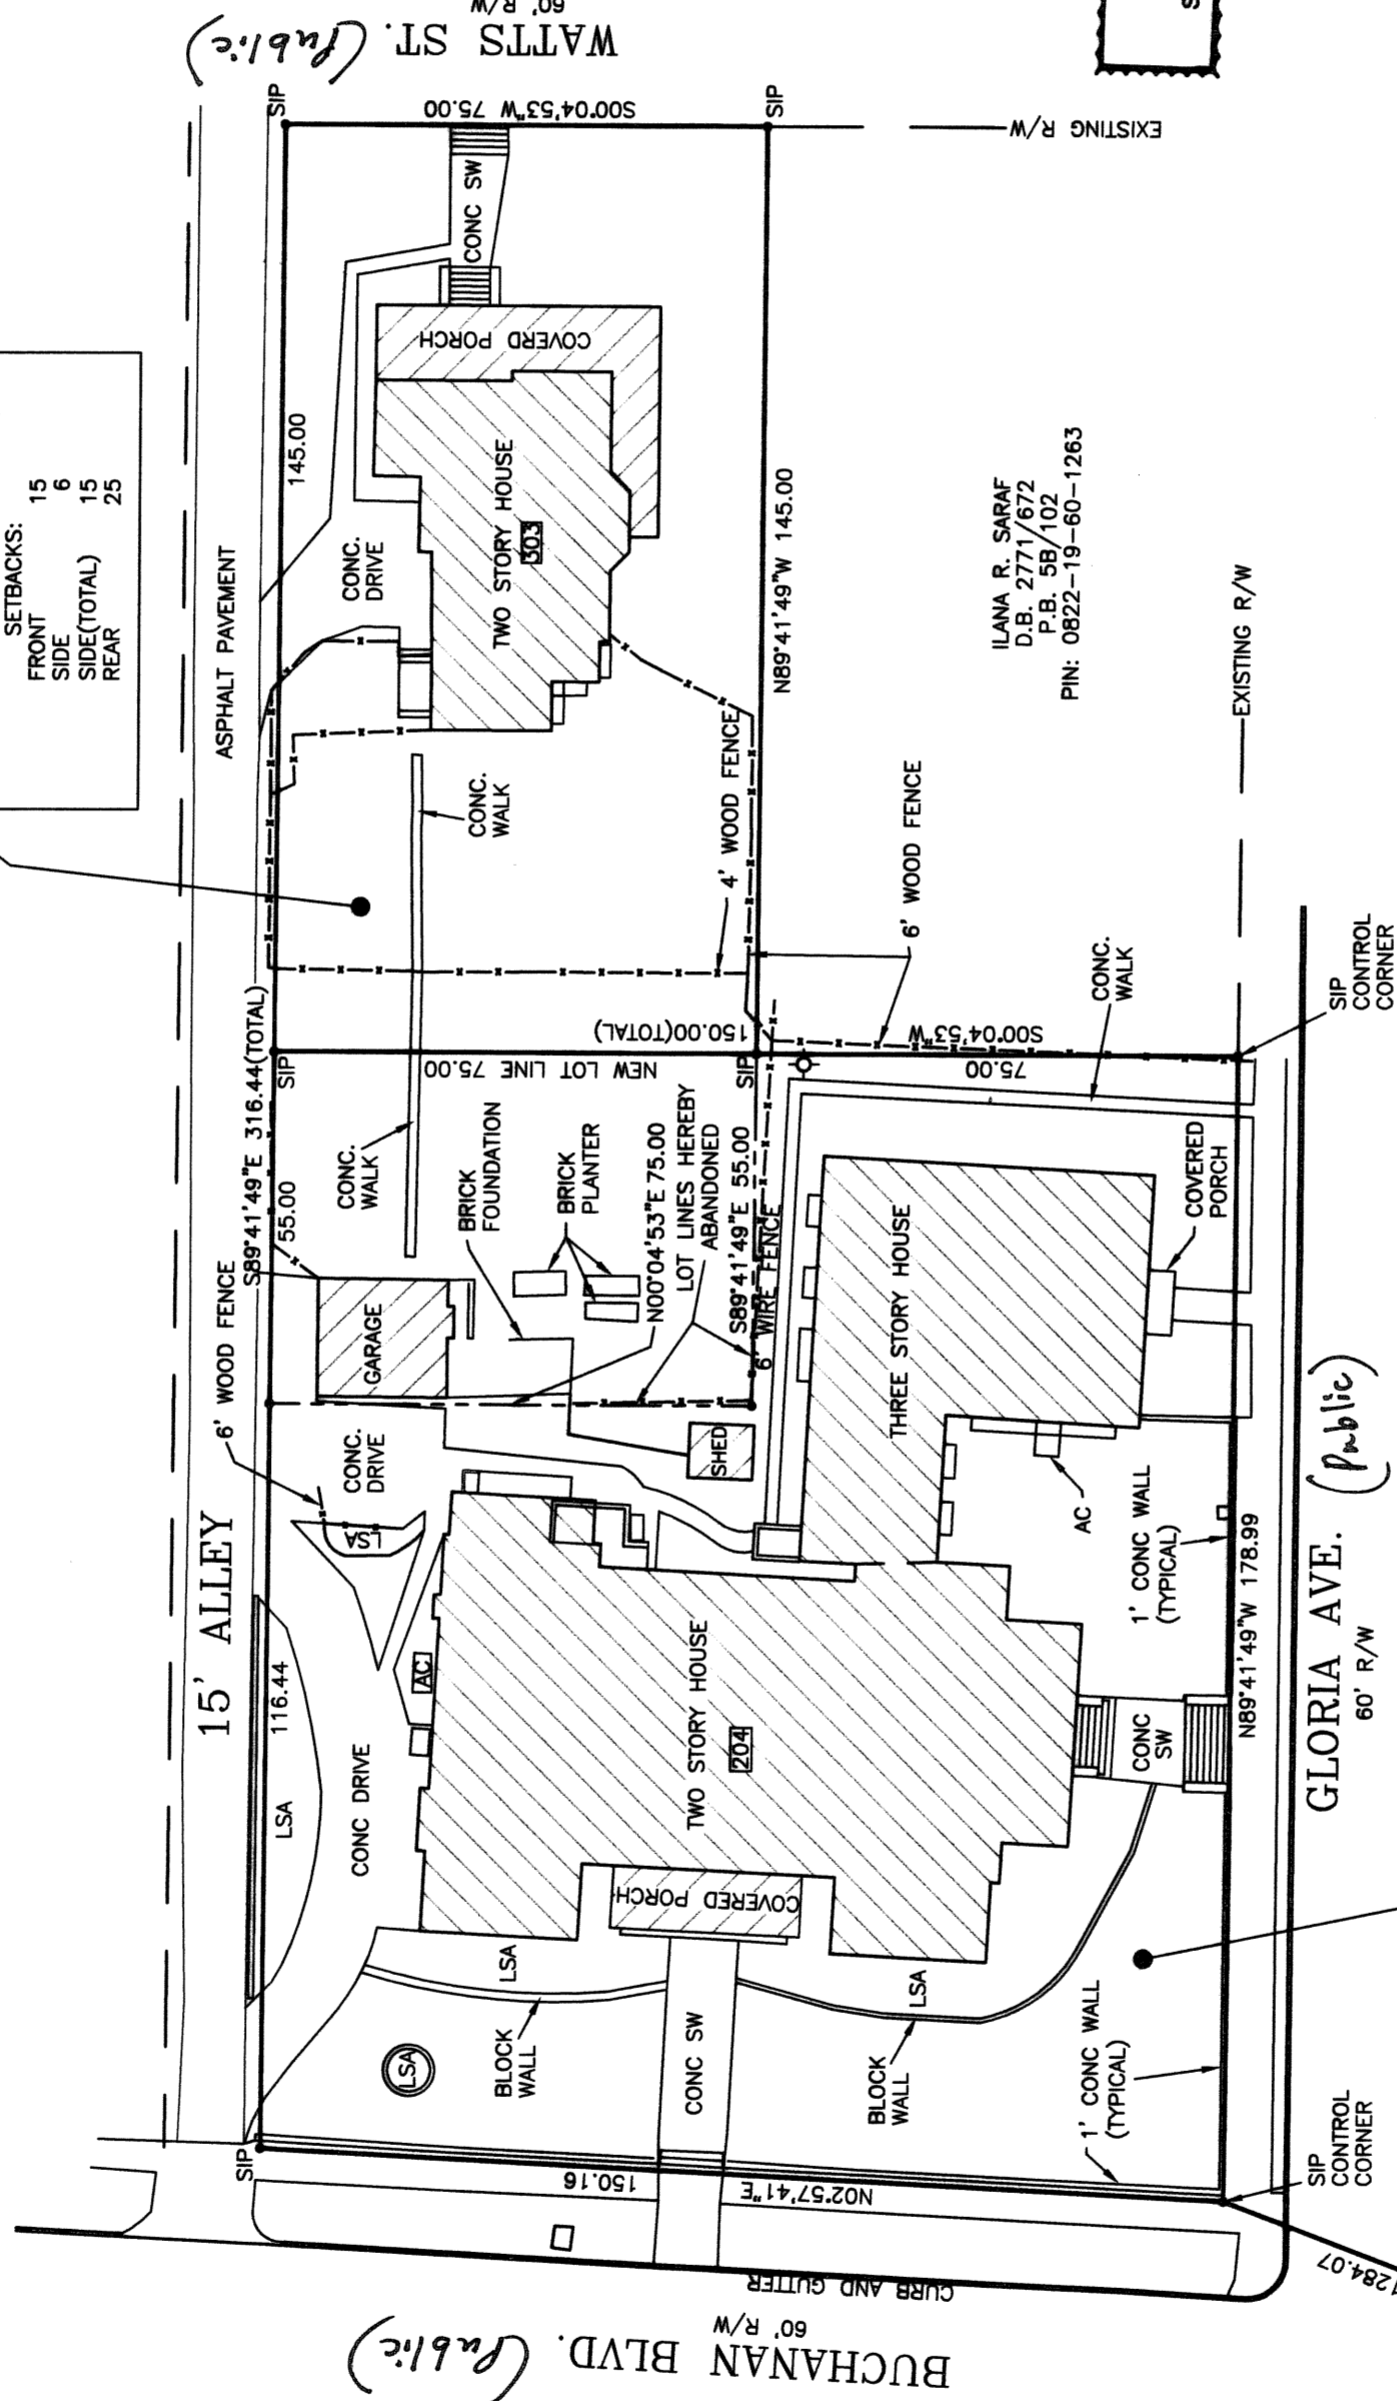 WATTS ST. (Public)
60' R/W
S
SETBACKS:
FRONT 15
SIDE 6
SIDE(TOTAL) 15
REAR 25
15' ALLEY
ASPHALT PAVEMENT
S89°41'49"E 316.44(TOTAL)
116.44
55.00
145.00
SIP
S00°04'53"W 75.00
SIP
EXISTING R/W
CONC SW
COVERD PORCH
TWO STORY HOUSE
303
CONC.
DRIVE
CONC.
WALK
4' WOOD FENCE
N89°41'49"W 145.00
6' WOOD FENCE
ILANA R. SARAF
D.B. 2771/672
P.B. 5B/102
PIN: 0822-19-60-1263
EXISTING R/W
SIP
CONTROL
CORNER
CONC.
WALK
S00°04'53"W
75.00
150.00(TOTAL)
NEW LOT LINE 75.00
SIP
SIP
CONC.
WALK
BRICK
FOUNDATION
BRICK
PLANTER
N00°04'53"E 75.00
LOT LINES HEREBY
ABANDONED
S89°41'49"E 55.00
6' WIRE FENCE
GARAGE
6' WOOD FENCE
CONC.
DRIVE
LSA
SHED
THREE STORY HOUSE
COVERED
PORCH
AC
1' CONC WALL
(TYPICAL)
N89°41'49"W 178.99
GLORIA AVE. (Public)
60' R/W
CONC
SW
TWO STORY HOUSE
204
AC
CONC DRIVE
LSA
COVERED PORCH
LSA
LSA
BLOCK
WALL
BLOCK
WALL
CONC SW
LSA
1' CONC WALL
(TYPICAL)
SIP
N02°57'41"E
150.16
SIP
CONTROL
CORNER
1284.07
CURB AND GUTTER
BUCHANAN BLVD. (Public)
60' R/W